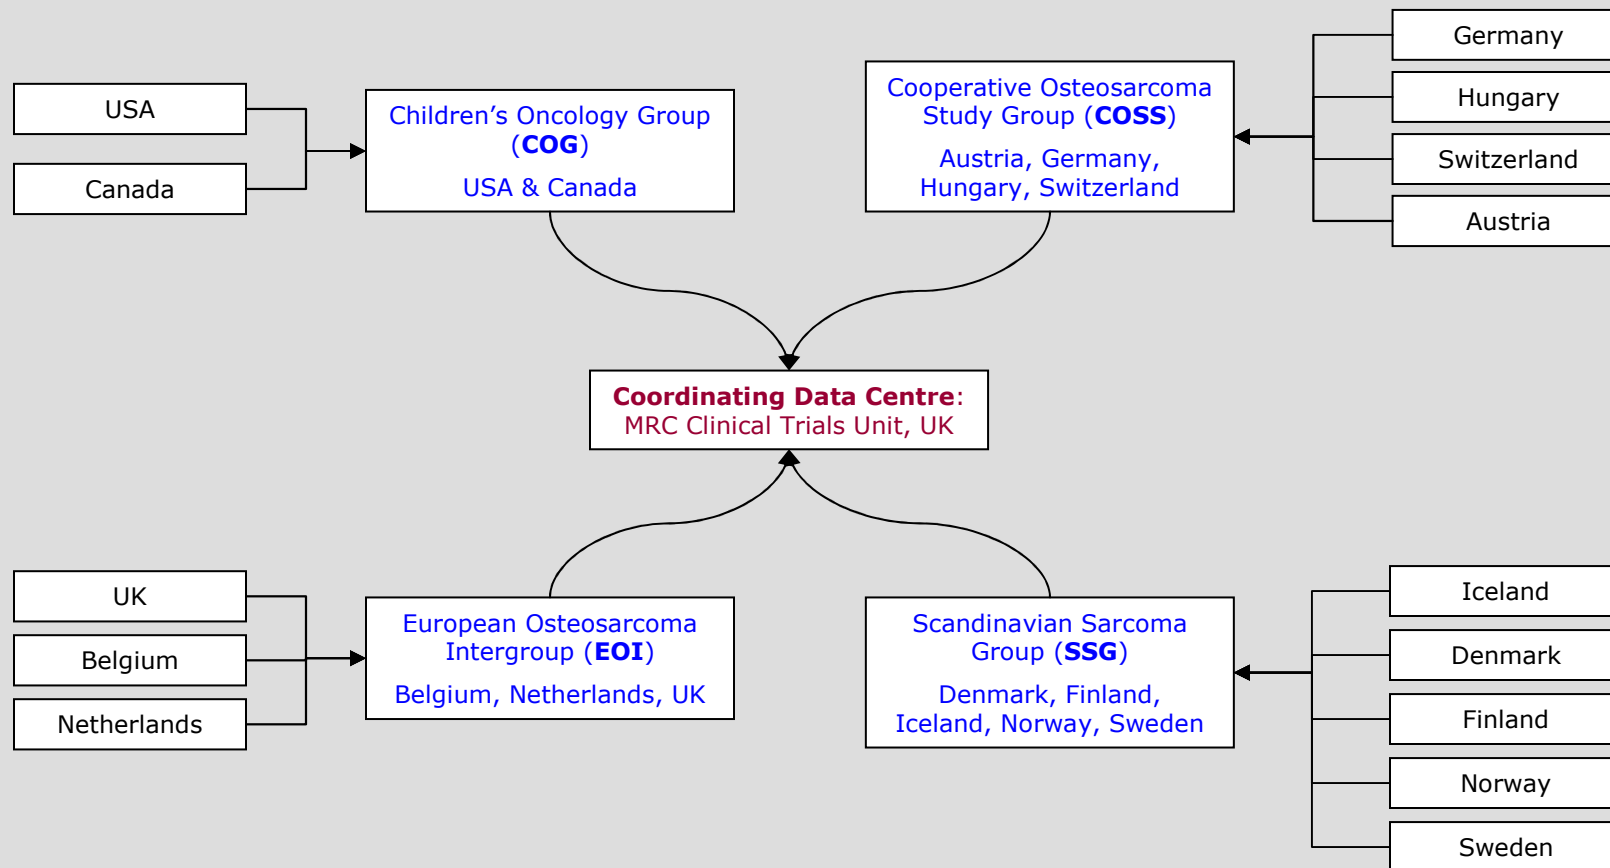 USA
Canada
Children’s Oncology Group
(COG)
USA & Canada
Cooperative Osteosarcoma
Study Group (COSS)
Austria, Germany,
Hungary, Switzerland
Germany
Hungary
Switzerland
Austria
Coordinating Data Centre:
MRC Clinical Trials Unit, UK
UK
Belgium
Netherlands
European Osteosarcoma
Intergroup (EOI)
Belgium, Netherlands, UK
Scandinavian Sarcoma
Group (SSG)
Denmark, Finland,
Iceland, Norway, Sweden
Iceland
Denmark
Finland
Norway
Sweden